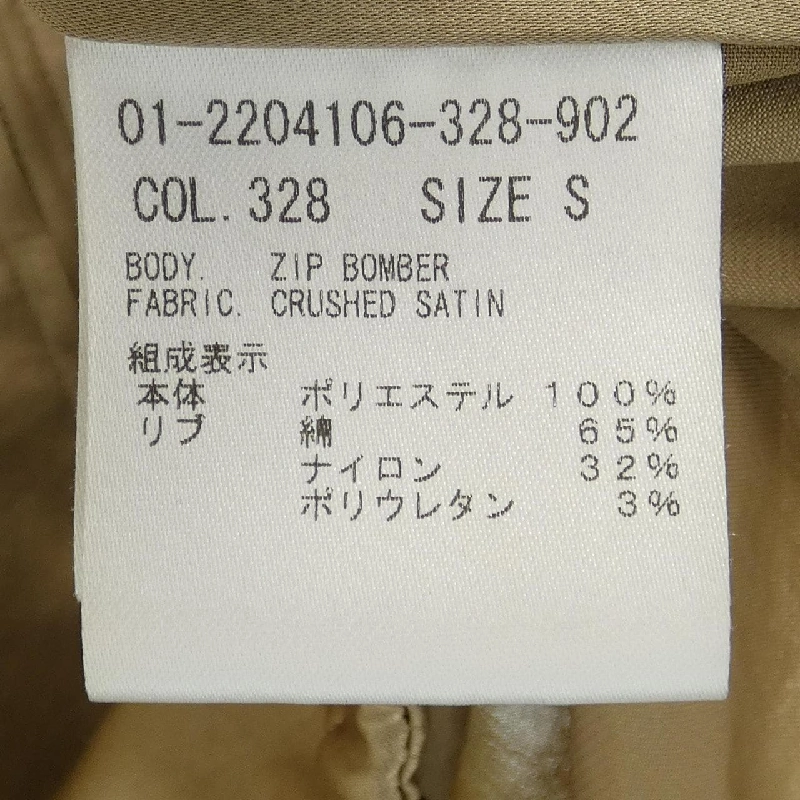 01-2204106-328-902
COL. 328 SIZE S
BODY. ZIP BOMBER
FABRIC. CRUSHED SATIN
組成表示
本体 ポリエステル 100%
リブ 綿 65%
ナイロン 32%
ポリウレタン 3%